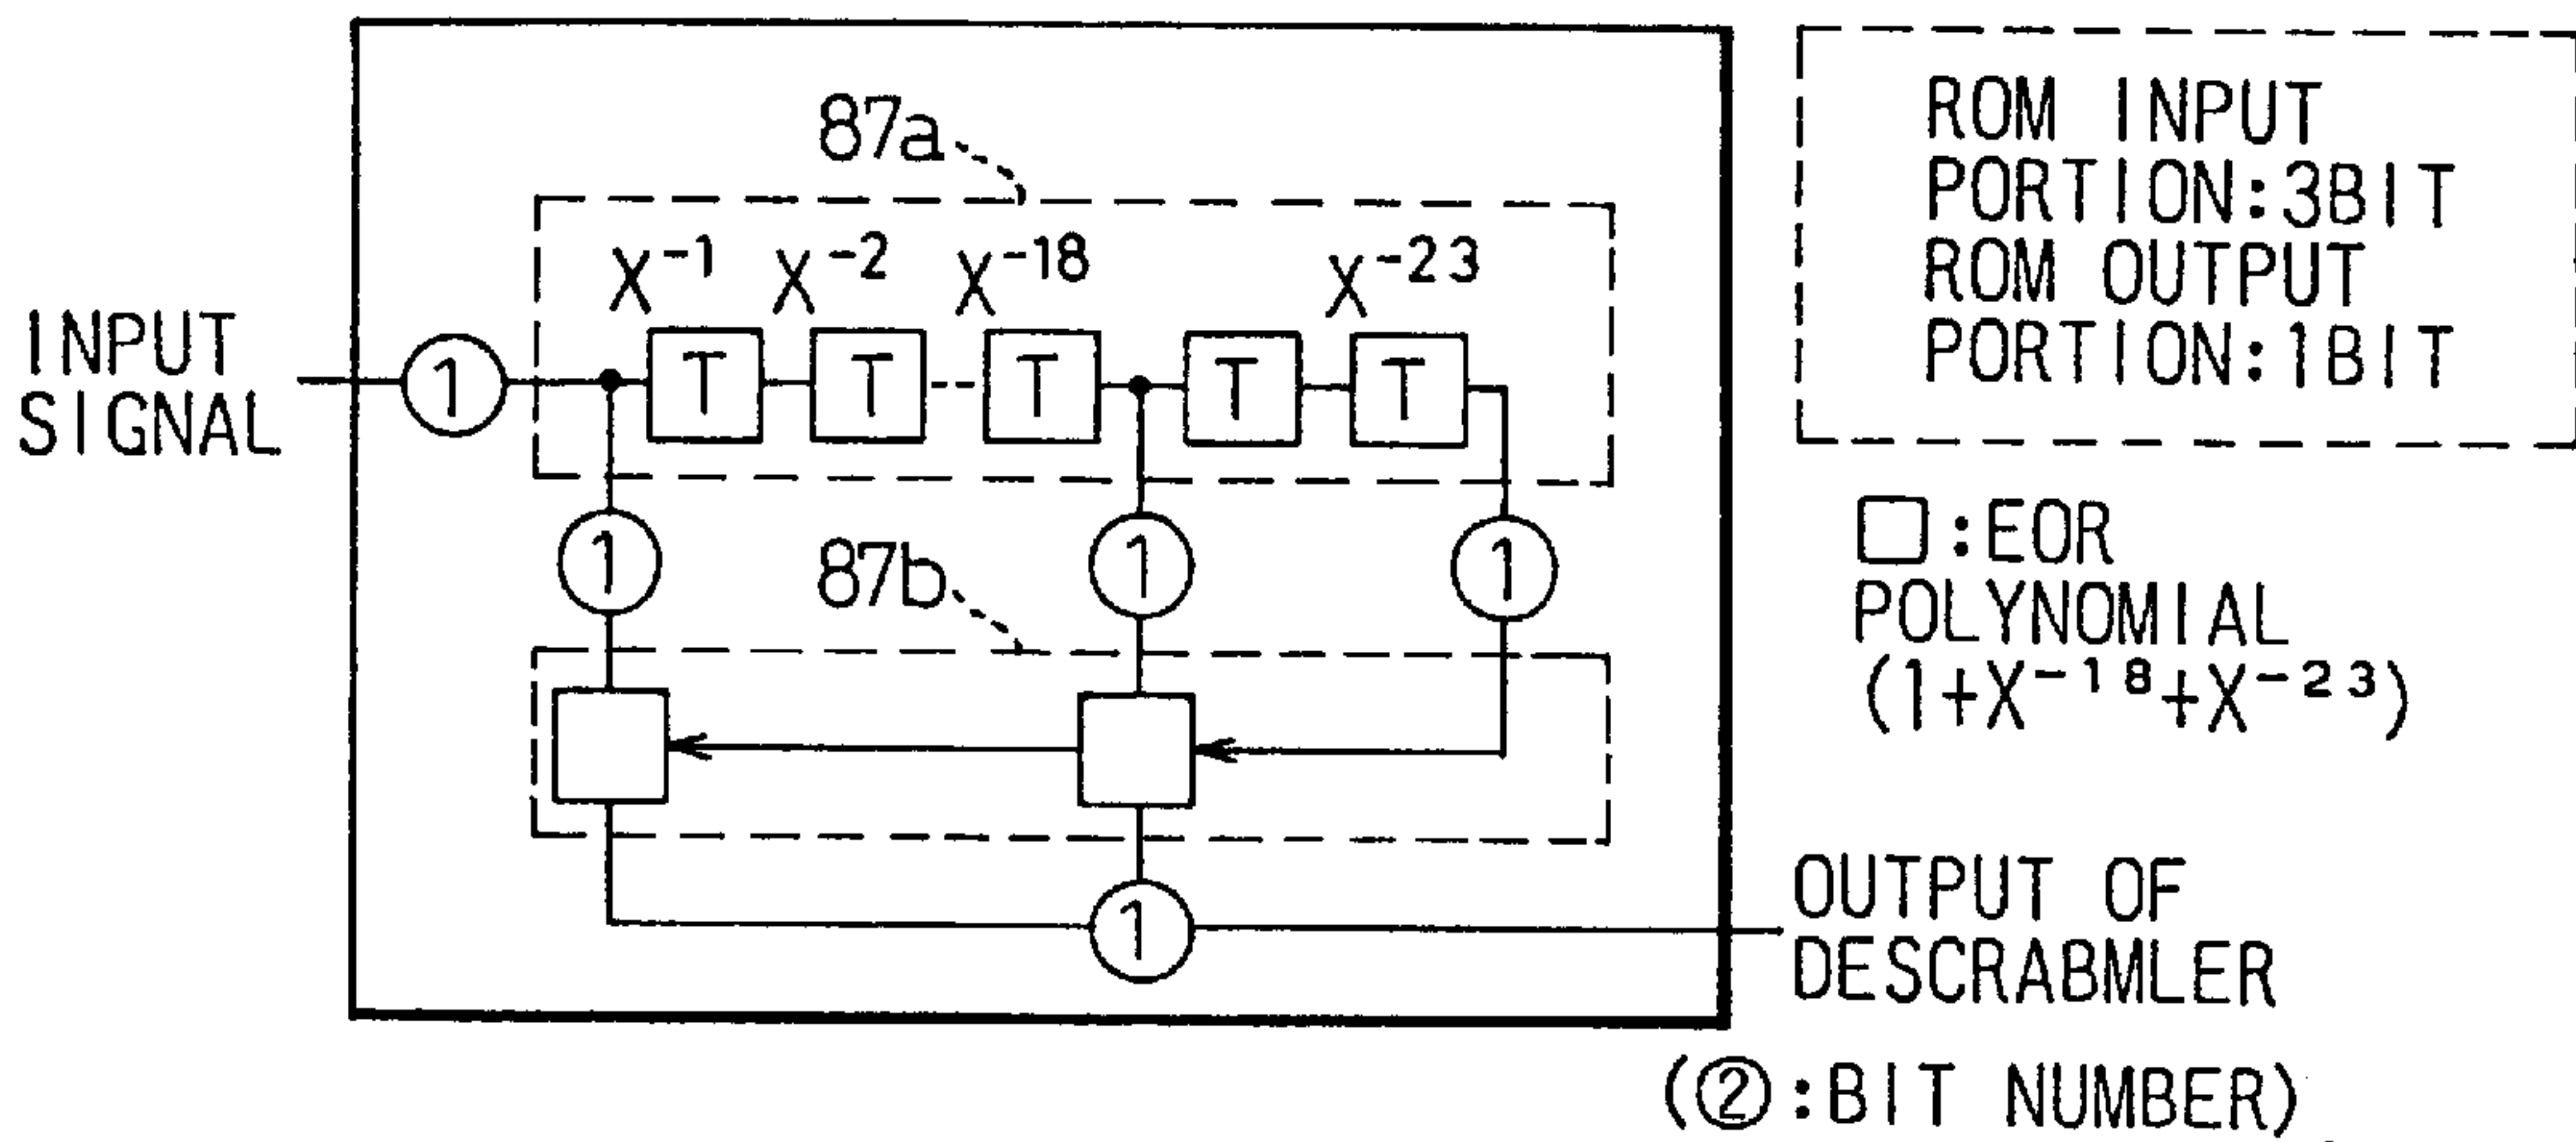 87a
X⁻¹ X⁻² X⁻¹⁸ X⁻²³
INPUT
SIGNAL
1 T T T T T
1 1 1
87b
1
ROM INPUT
PORTION:3BIT
ROM OUTPUT
PORTION:1BIT
□:EOR
POLYNOMIAL
(1+X⁻¹⁸+X⁻²³)
OUTPUT OF
DESCRABMLER
(②:BIT NUMBER)